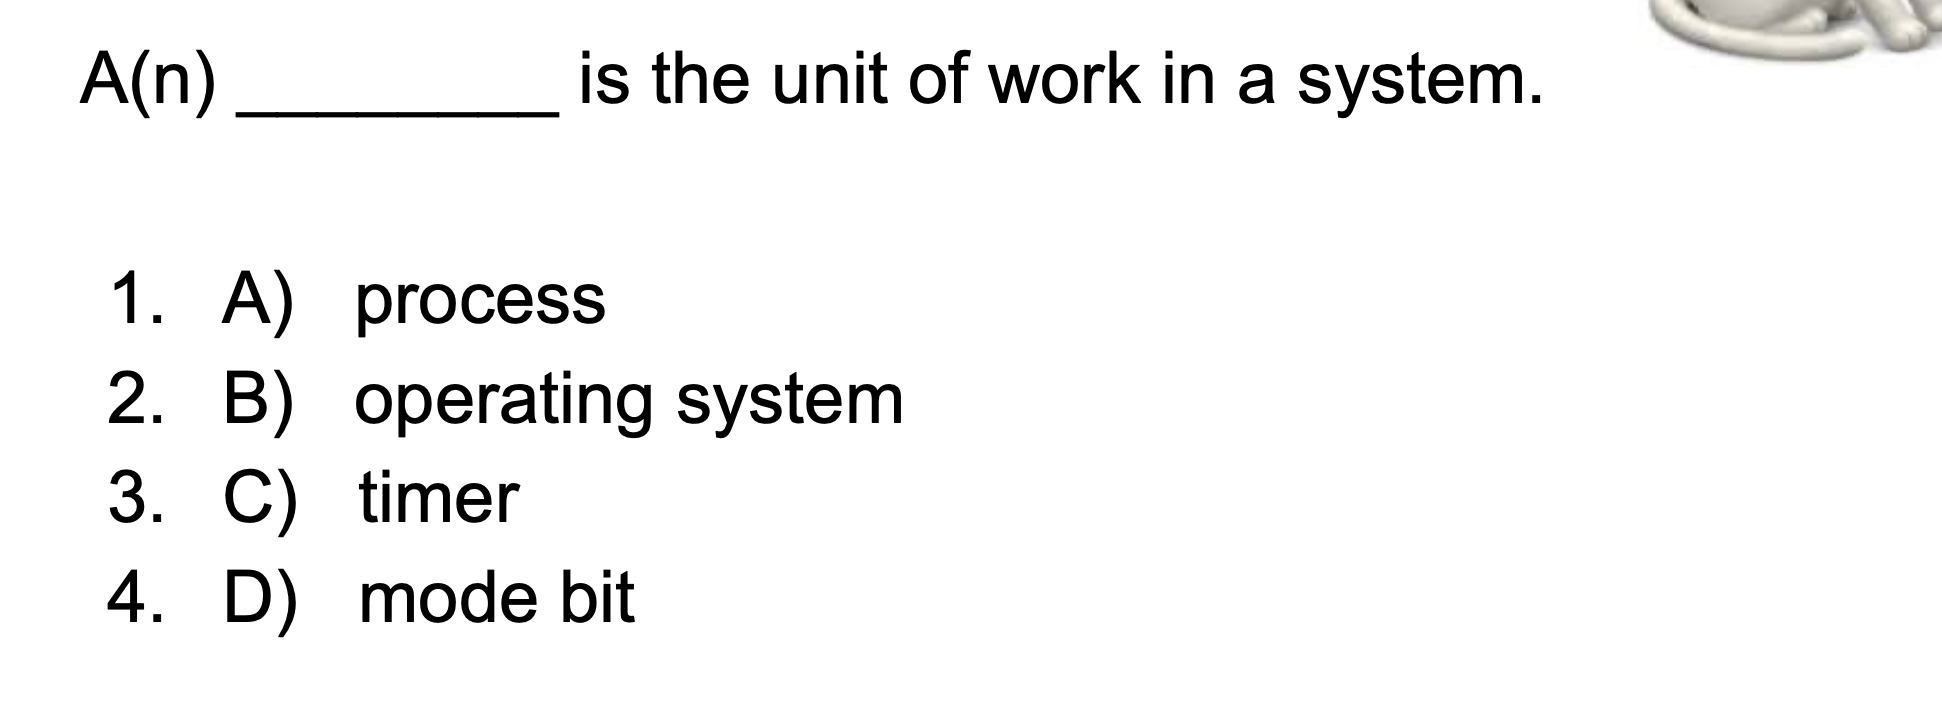 A(n) ________ is the unit of work in a system.
1. A) process
2. B) operating system
3. C) timer
4. D) mode bit